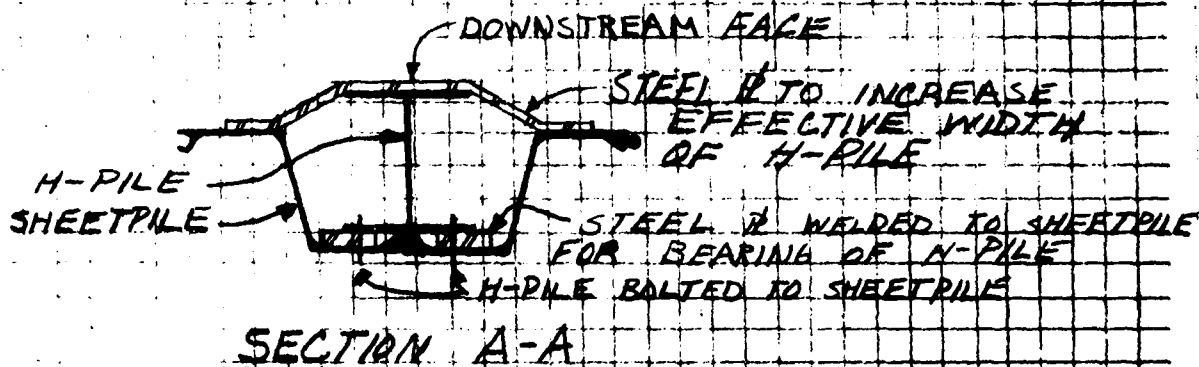 DOWNSTREAM FACE
STEEL ⅊ TO INCREASE
EFFECTIVE WIDTH
OF H-PILE
H-PILE
SHEETPILE
STEEL ⅊ WELDED TO SHEETPILE
FOR BEARING OF H-PILE
H-PILE BOLTED TO SHEETPILE
SECTION A-A